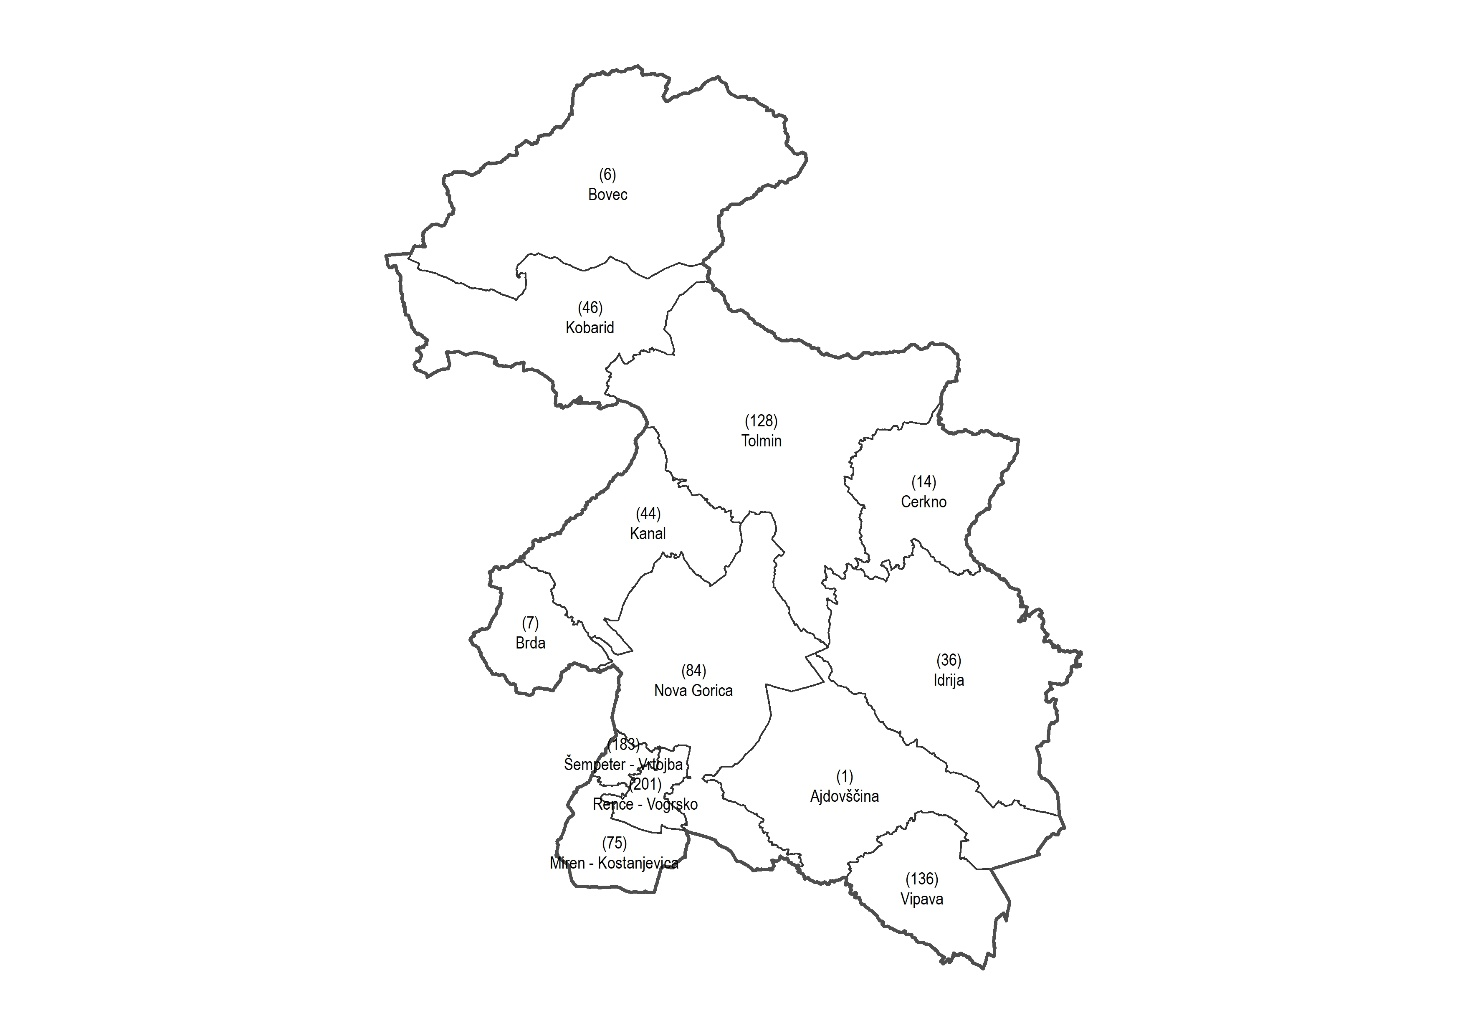 (6)
Bovec
(46)
Kobarid
(128)
Tolmin
(14)
Cerkno
(44)
Kanal
(7)
Brda
(84)
Nova Gorica
(36)
Idrija
(183)
Šempeter - Vrtojba
(201)
Renče - Vogrsko
(1)
Ajdovščina
(75)
Miren - Kostanjevica
(136)
Vipava